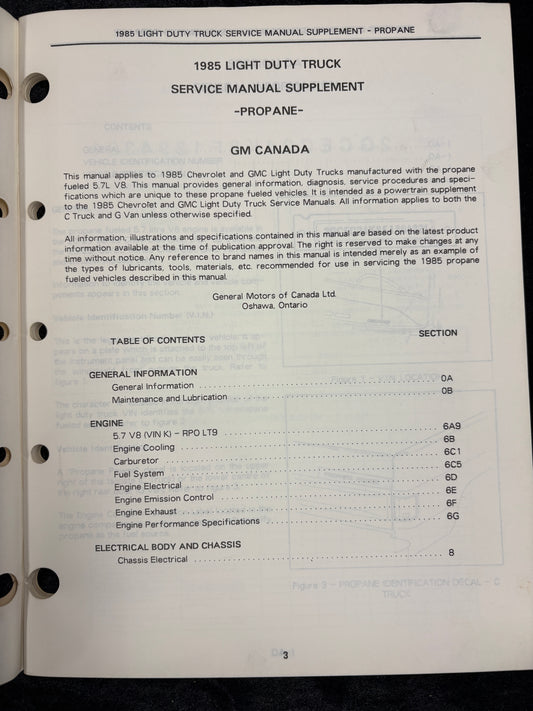 1985 LIGHT DUTY TRUCK SERVICE MANUAL SUPPLEMENT - PROPANE
1985 LIGHT DUTY TRUCK
SERVICE MANUAL SUPPLEMENT
-PROPANE-
GM CANADA
This manual applies to 1985 Chevrolet and GMC Light Duty Trucks manufactured with the propane
fueled 5.7L V8. This manual provides general information, diagnosis, service procedures and speci-
fications which are unique to these propane fueled vehicles. It is intended as a powertrain supplement
to the 1985 Chevrolet and GMC Light Duty Truck Service Manuals. All information applies to both the
C Truck and G Van unless otherwise specified.
All information, illustrations and specifications contained in this manual are based on the latest product
information available at the time of publication approval. The right is reserved to make changes at any
time without notice. Any reference to brand names in this manual is intended merely as an example of
the types of lubricants, tools, materials, etc. recommended for use in servicing the 1985 propane
fueled vehicles described in this manual.
General Motors of Canada Ltd.
Oshawa, Ontario
TABLE OF CONTENTS SECTION
GENERAL INFORMATION
General Information 0A
Maintenance and Lubrication 0B
ENGINE
5.7 V8 (VIN K) - RPO LT9 6A9
Engine Cooling 6B
Carburetor 6C1
Fuel System 6C5
Engine Electrical 6D
Engine Emission Control 6E
Engine Exhaust 6F
Engine Performance Specifications 6G
ELECTRICAL BODY AND CHASSIS
Chassis Electrical 8
Figure 3 - PROPANE IDENTIFICATION DECAL - C
TRUCK
3